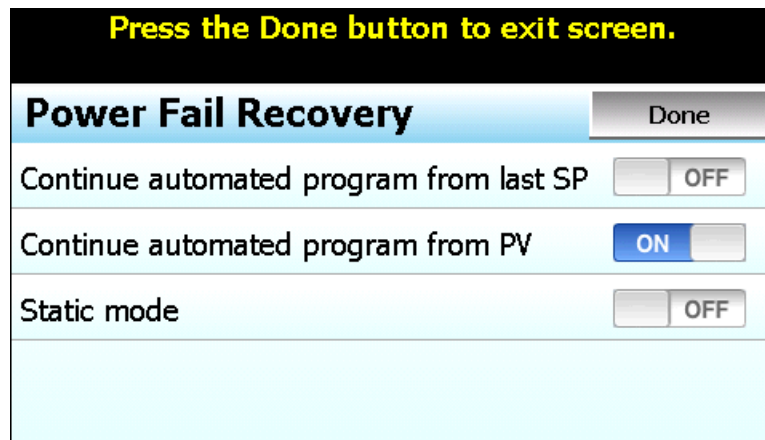 Press the Done button to exit screen.
Power Fail Recovery
Done
Continue automated program from last SP
OFF
Continue automated program from PV
ON
Static mode
OFF